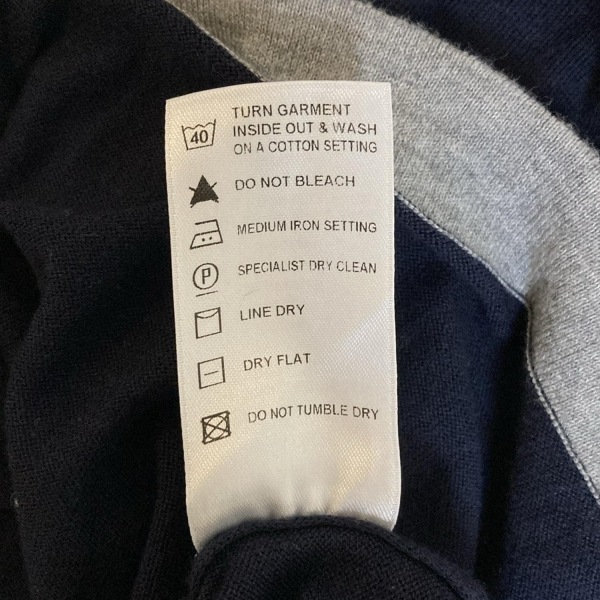 40
TURN GARMENT
INSIDE OUT & WASH
ON A COTTON SETTING
DO NOT BLEACH
MEDIUM IRON SETTING
P
SPECIALIST DRY CLEAN
LINE DRY
DRY FLAT
DO NOT TUMBLE DRY